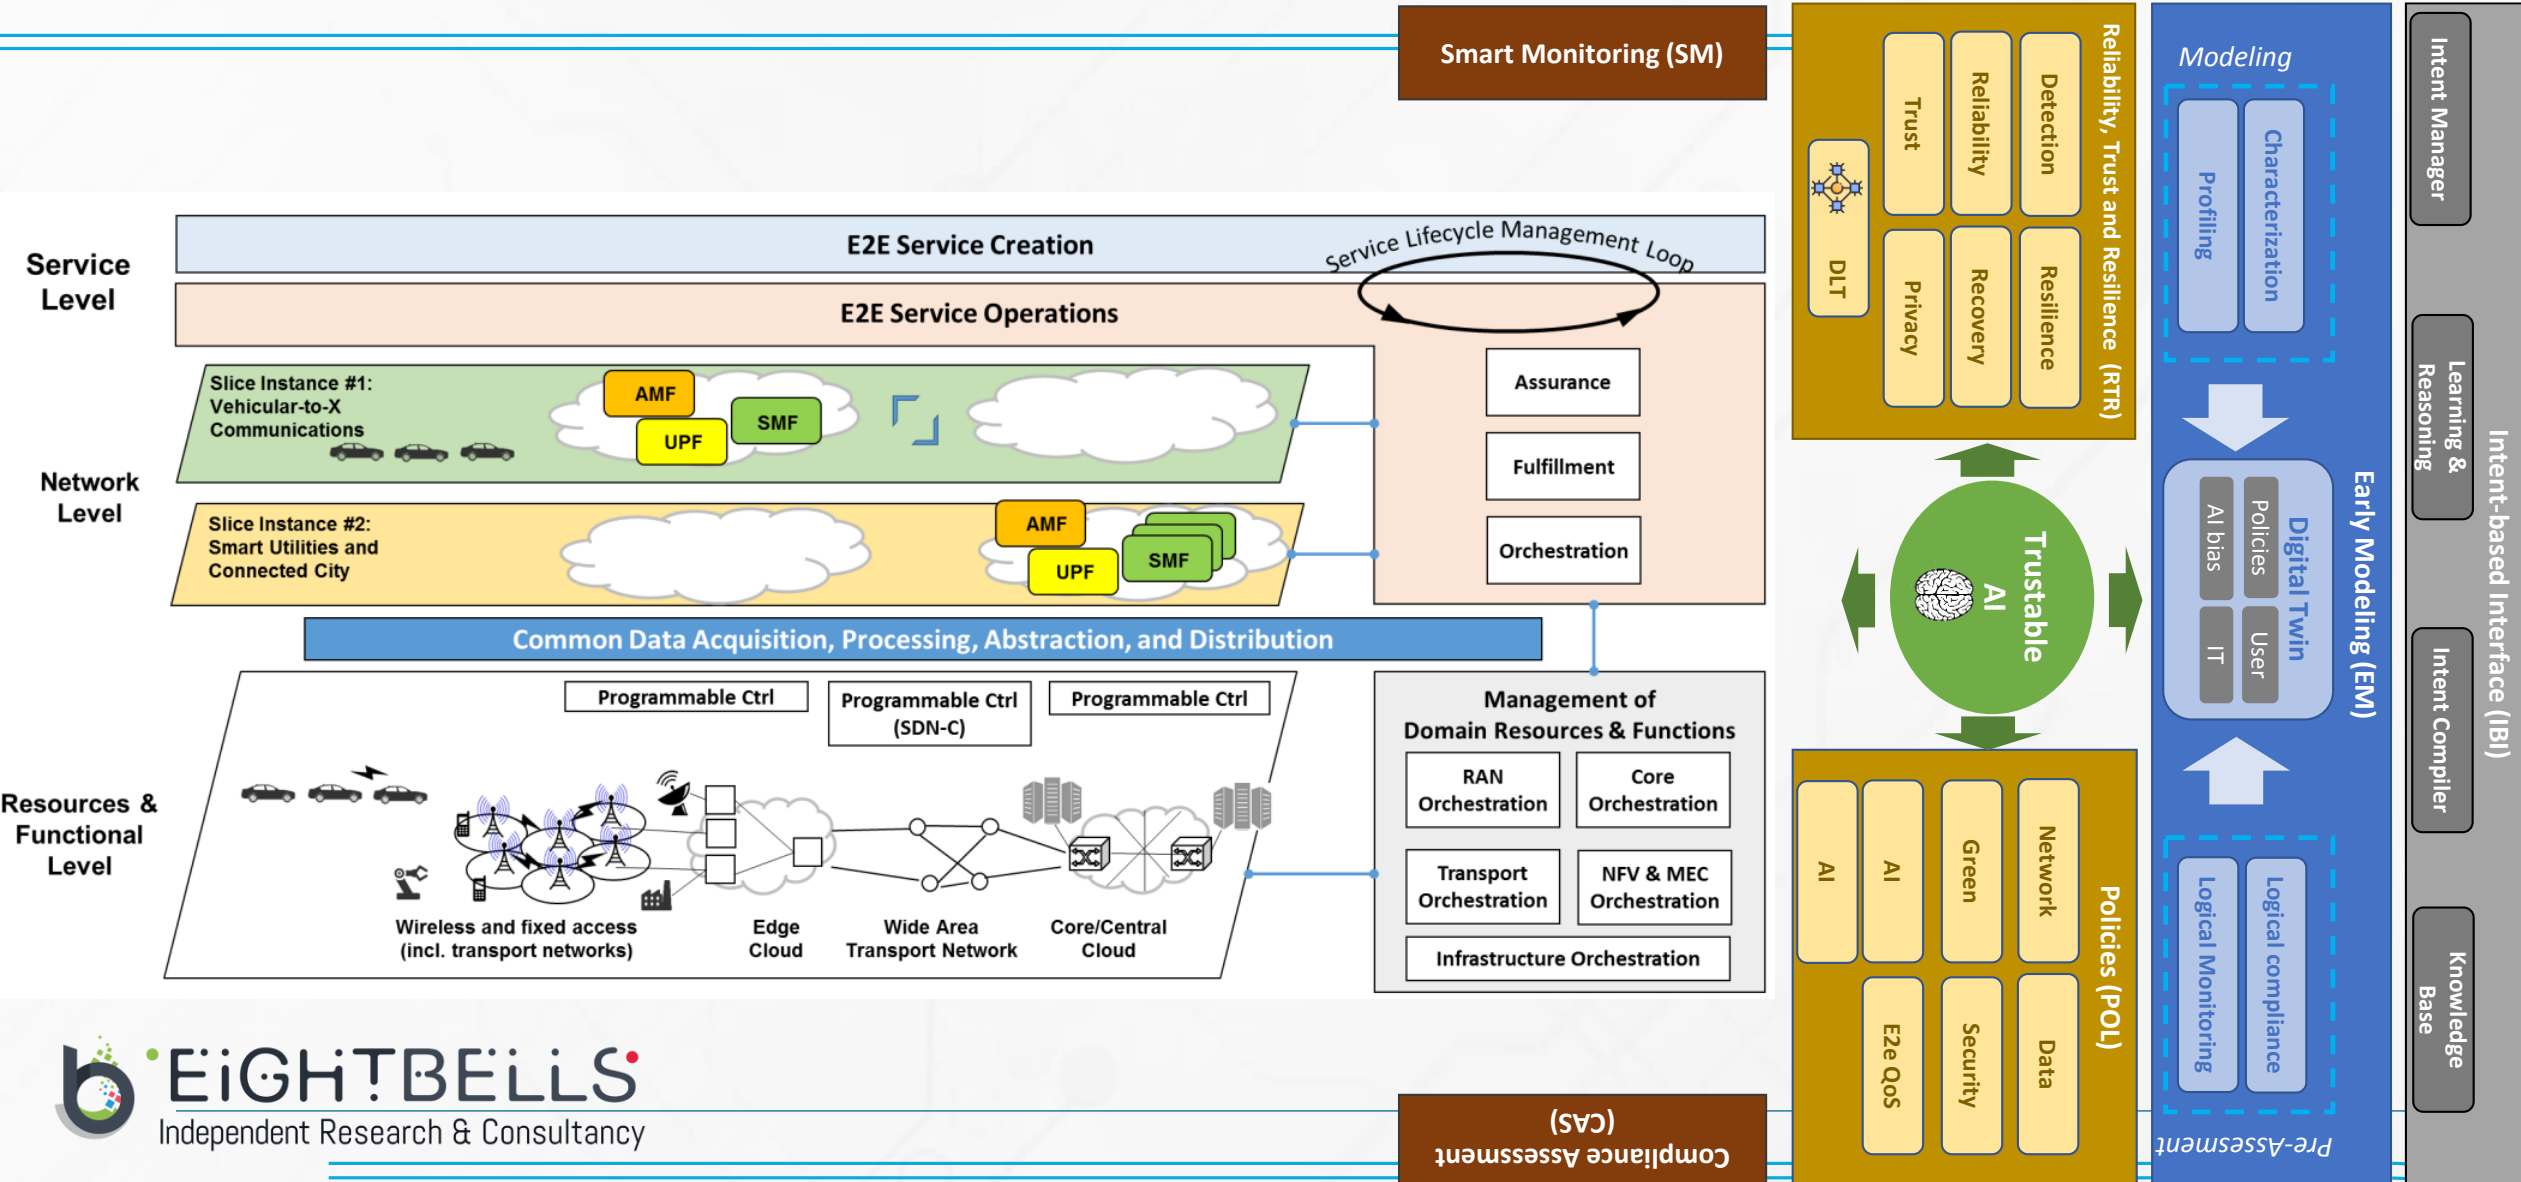 Smart Monitoring (SM)
Service
Level
E2E Service Creation
Service Lifecycle Management Loop
E2E Service Operations
Network
Level
Slice Instance #1:
Vehicular-to-X
Communications
AMF
UPF
SMF
Slice Instance #2:
Smart Utilities and
Connected City
AMF
UPF
SMF
Assurance
Fulfillment
Orchestration
Common Data Acquisition, Processing, Abstraction, and Distribution
Resources &
Functional
Level
Programmable Ctrl
Programmable Ctrl
(SDN-C)
Programmable Ctrl
Wireless and fixed access
(incl. transport networks)
Edge
Cloud
Wide Area
Transport Network
Core/Central
Cloud
Management of
Domain Resources & Functions
RAN
Orchestration
Core
Orchestration
Transport
Orchestration
NFV & MEC
Orchestration
Infrastructure Orchestration
EiGHTBELLS
Independent Research & Consultancy
Compliance Assessment
(CAS)
Reliability, Trust and Resilience (RTR)
Detection
Resilience
Reliability
Recovery
Trust
Privacy
DLT
Trustable
AI
Policies (POL)
Network
Data
Green
Security
AI
E2e QoS
AI
Early Modeling (EM)
Modeling
Characterization
Profiling
Digital Twin
Policies
User
AI bias
IT
Logical compliance
Logical Monitoring
Pre-Assesment
Intent-based Interface (IBI)
Intent Manager
Learning &
Reasoning
Intent Compiler
Knowledge
Base